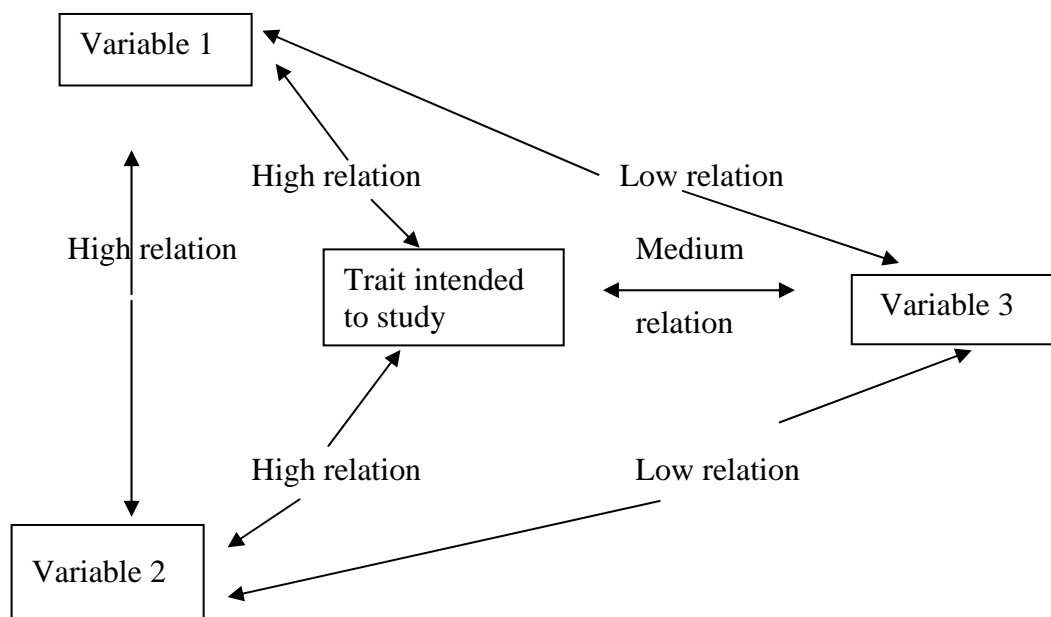 Variable 1
High relation
Low relation
High relation
Medium
relation
Trait intended
to study
Variable 3
High relation
Low relation
Variable 2